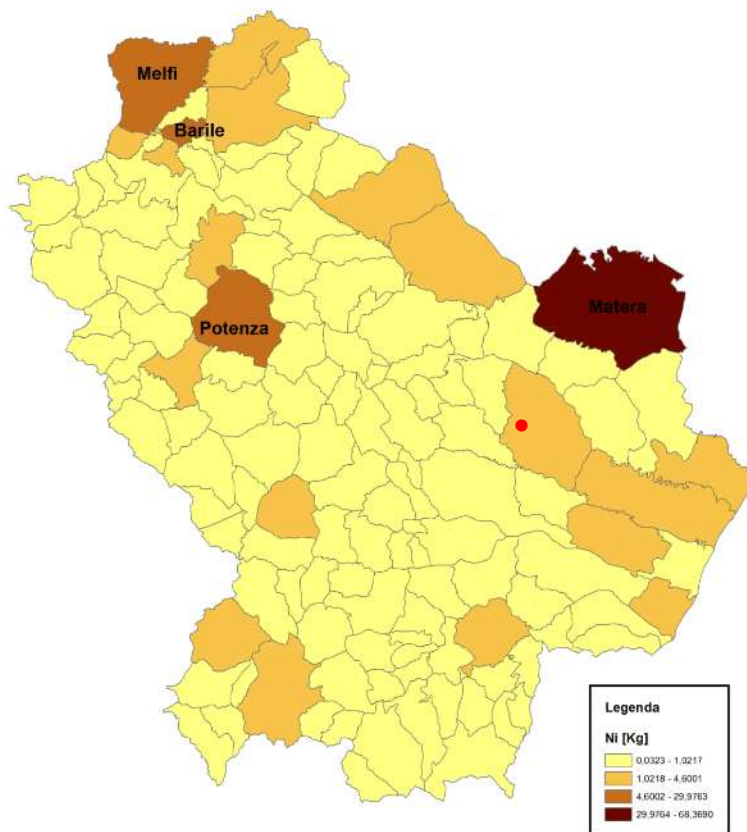 Melfi
Barile
Matera
Potenza
Legenda
Ni [Kg]
0,0323 - 1,0217
1,0218 - 4,6001
4,6002 - 29,9763
29,9764 - 68,3690